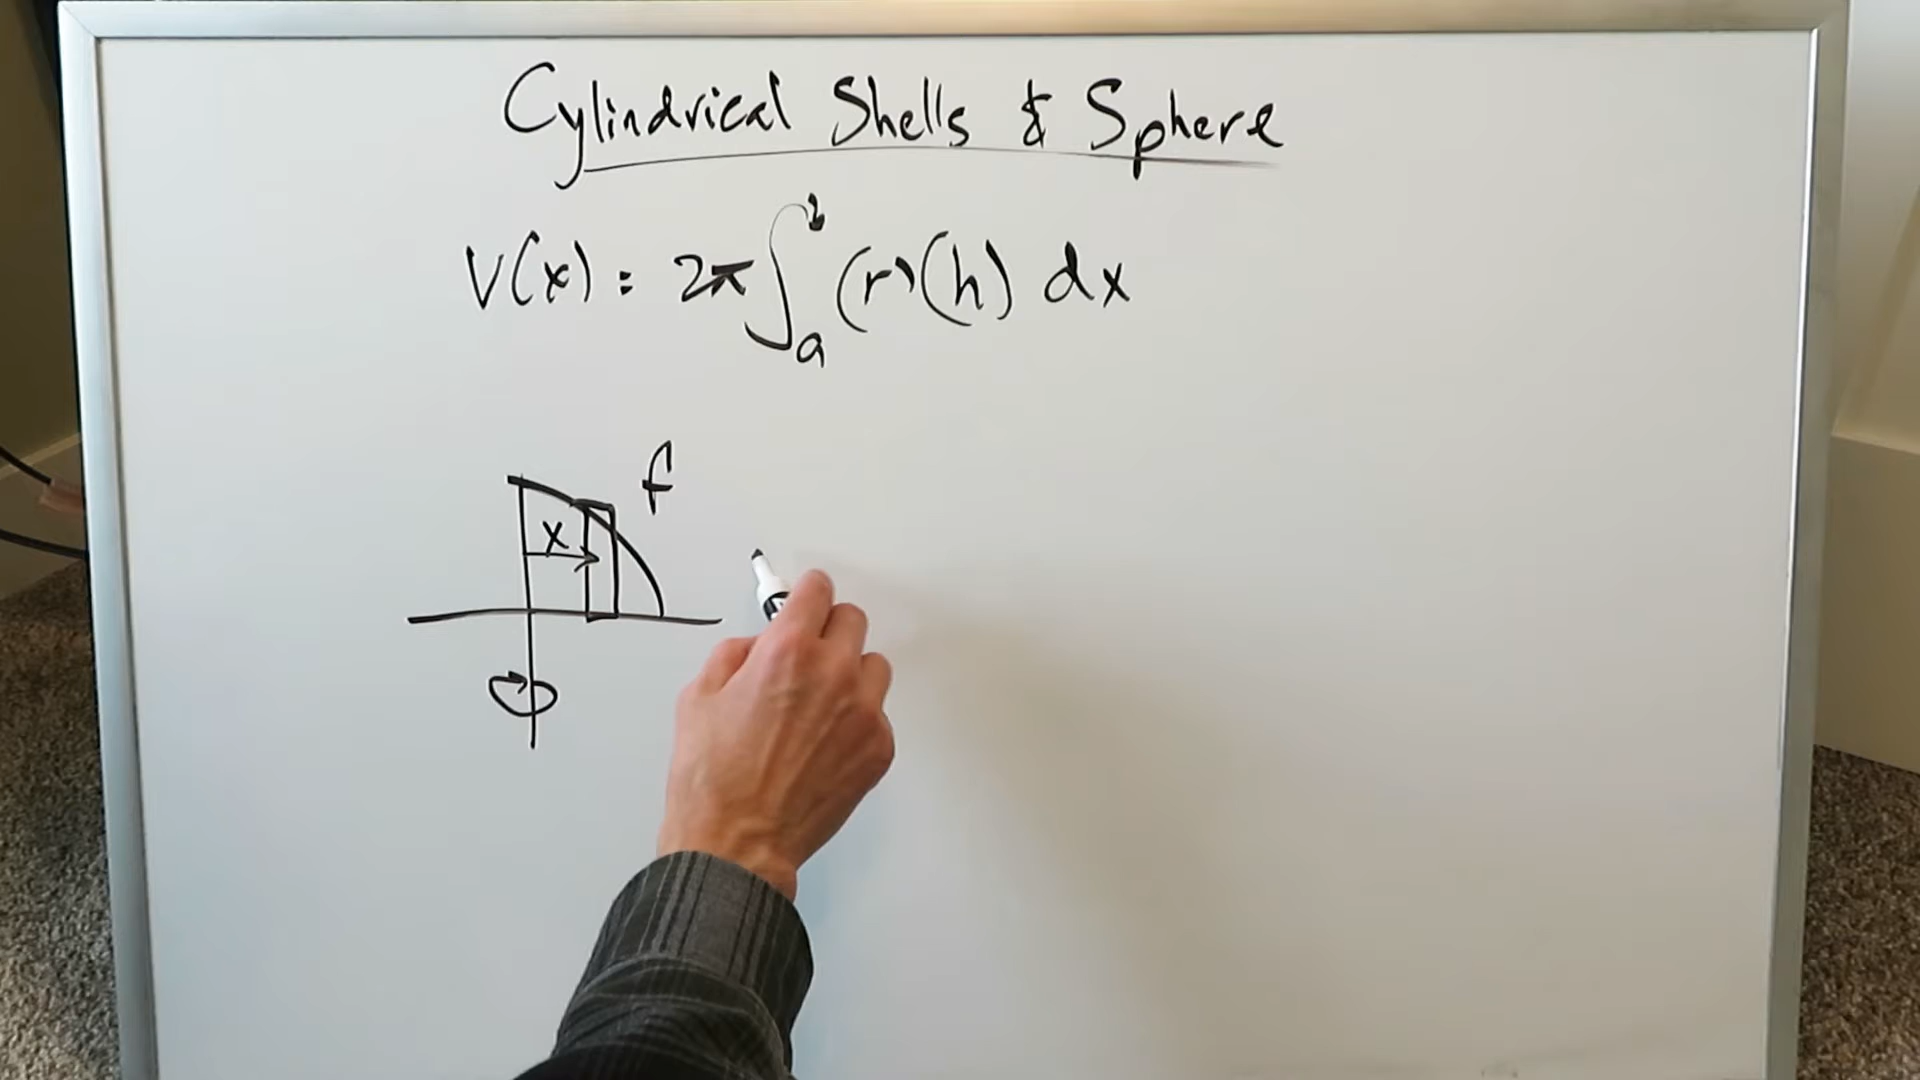 Cylindrical Shells & Sphere
V(x) = 2π∫ₐᵇ (r)(h) dx
f
x